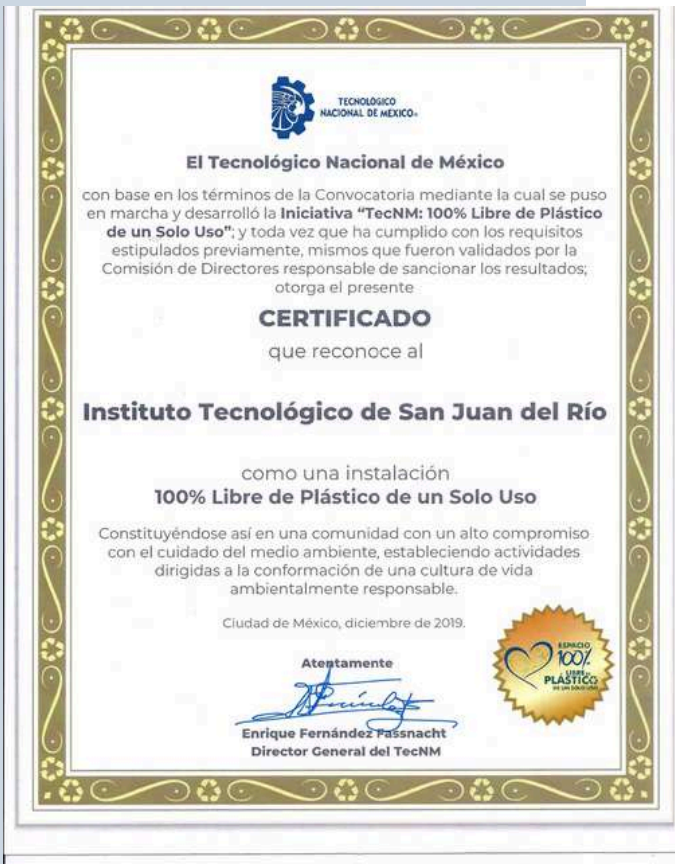 TECNOLÓGICO
NACIONAL DE MÉXICO®
El Tecnológico Nacional de México
con base en los términos de la Convocatoria mediante la cual se puso
en marcha y desarrolló la Iniciativa “TecNM: 100% Libre de Plástico
de un Solo Uso”; y toda vez que ha cumplido con los requisitos
estipulados previamente, mismos que fueron validados por la
Comisión de Directores responsable de sancionar los resultados;
otorga el presente
CERTIFICADO
que reconoce al
Instituto Tecnológico de San Juan del Río
como una instalación
100% Libre de Plástico de un Solo Uso
Constituyéndose así en una comunidad con un alto compromiso
con el cuidado del medio ambiente, estableciendo actividades
dirigidas a la conformación de una cultura de vida
ambientalmente responsable.
Ciudad de México, diciembre de 2019.
Atentamente
Enrique Fernández Fassnacht
Director General del TecNM
ESPACIO
100%
LIBRE DE
PLÁSTICO
DE UN SOLO USO